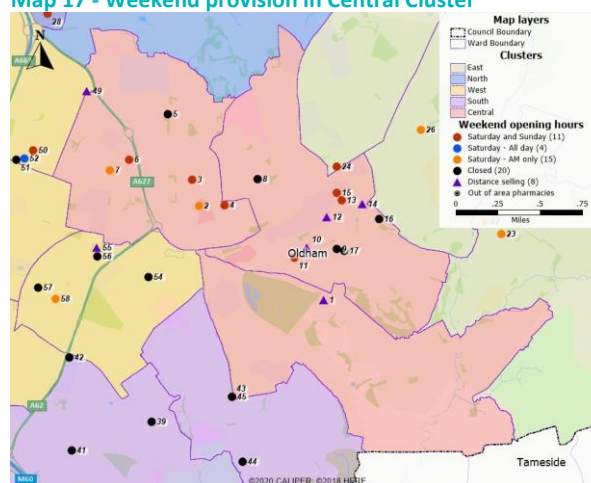 Map 17 - Weekend provision in Central Cluster
Map layers
Council Boundary
Ward Boundary
Clusters
East
North
West
South
Central
Weekend opening hours
Saturday and Sunday (11)
Saturday - All day (4)
Saturday - AM only (15)
Closed (20)
Distance selling (8)
Out of area pharmacies
0 .25 .5 .75
Miles
28
A663
N
49
5
50
52
51
6
7
A627
3
2
4
8
24
15
13
14
16
12
26
23
55
56
10
Oldham
9
17
11
57
58
54
1
42
A62
43
45
39
41
44
M60
Tameside
©2020 CALIPER; ©2018 HERE